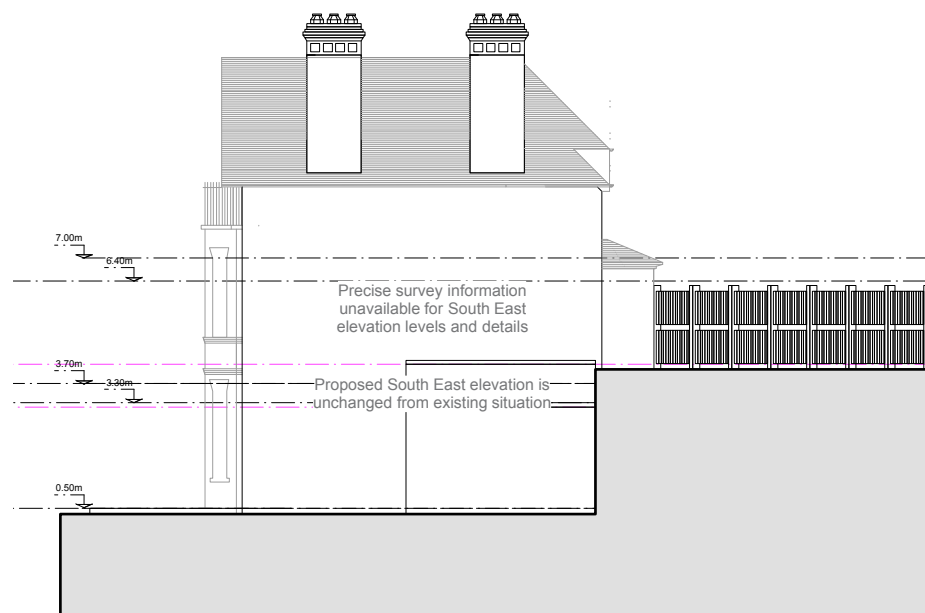 7.00m
6.40m
Precise survey information
unavailable for South East
elevation levels and details
3.70m
Proposed South East elevation is
3.30m
unchanged from existing situation
0.50m